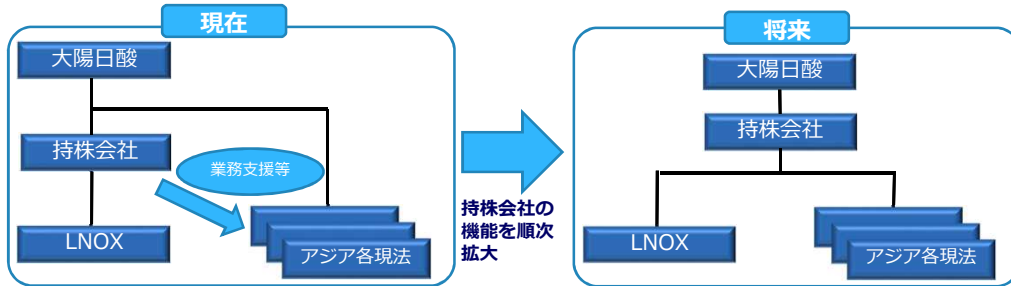 現在
大陽日酸
持株会社
業務支援等
LNOX
アジア各現法
持株会社の
機能を順次
拡大
将来
大陽日酸
持株会社
LNOX
アジア各現法